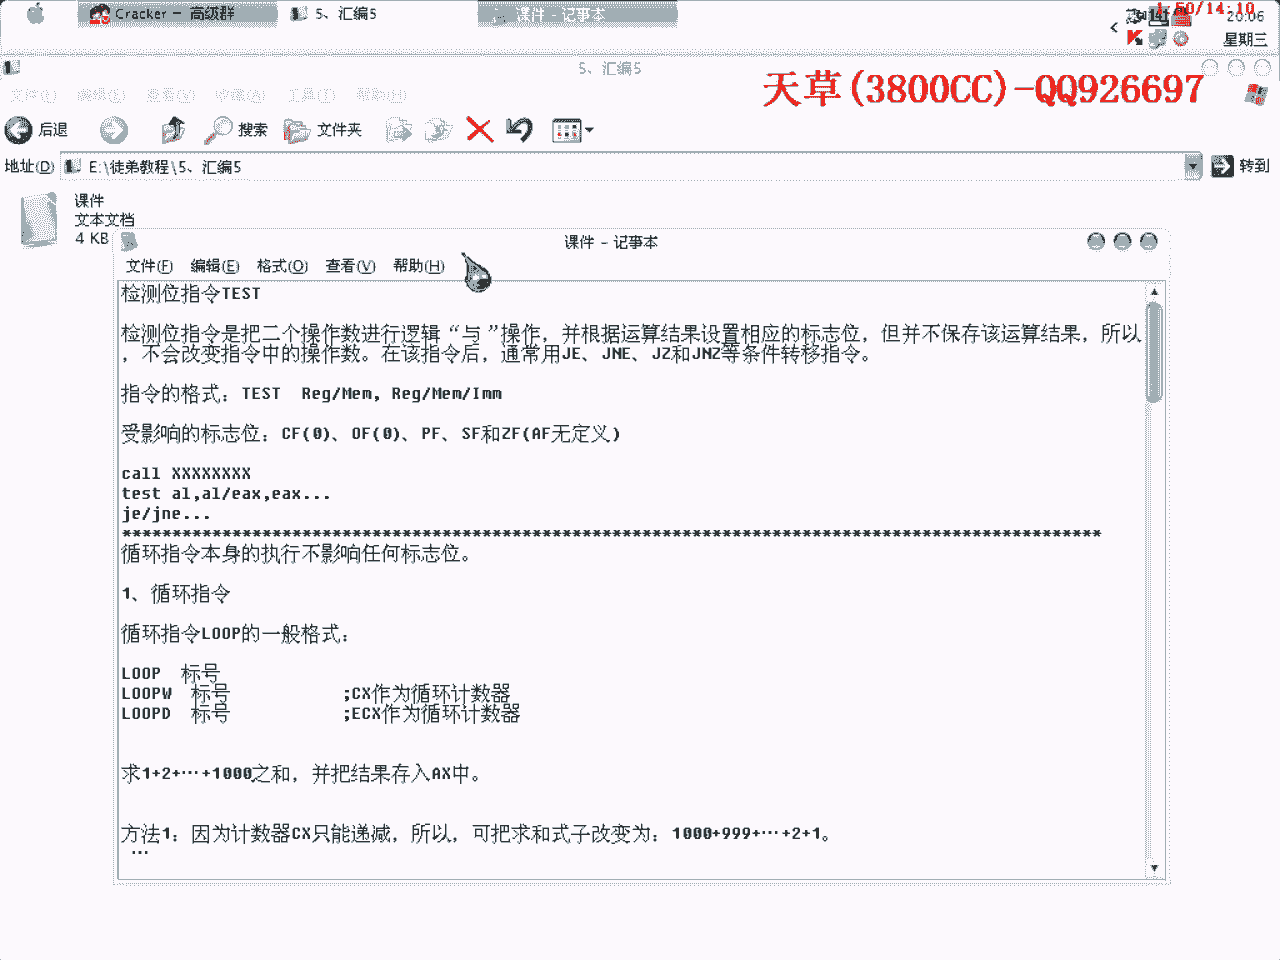 Cracker - 高级群
5、汇编5
课件 - 记事本
20:06
星期三
5、汇编5
天草(3800CC)-QQ926697
文件(F) 编辑(E) 查看(V) 收藏(A) 工具(T) 帮助(H)
后退 搜索 文件夹
地址(D) E:\徒弟教程\5、汇编5 转到
课件
文本文档
4 KB
课件 - 记事本
文件(F) 编辑(E) 格式(O) 查看(V) 帮助(H)
检测位指令TEST
检测位指令是把二个操作数进行逻辑“与”操作，并根据运算结果设置相应的标志位，但并不保存该运算结果，所以
，不会改变指令中的操作数。在该指令后，通常用JE、JNE、JZ和JNZ等条件转移指令。
指令的格式：TEST  Reg/Mem, Reg/Mem/Imm
受影响的标志位：CF(0)、OF(0)、PF、SF和ZF(AF无定义)
call XXXXXXXX
test al,al/eax,eax...
je/jne...
**************************************************************************************************
循环指令本身的执行不影响任何标志位。
1、循环指令
循环指令LOOP的一般格式：
LOOP  标号
LOOPW  标号 ;CX作为循环计数器
LOOPD  标号 ;ECX作为循环计数器
求1+2+…+1000之和，并把结果存入AX中。
方法1：因为计数器CX只能递减，所以，可把求和式子改变为：1000+999+…+2+1。
…